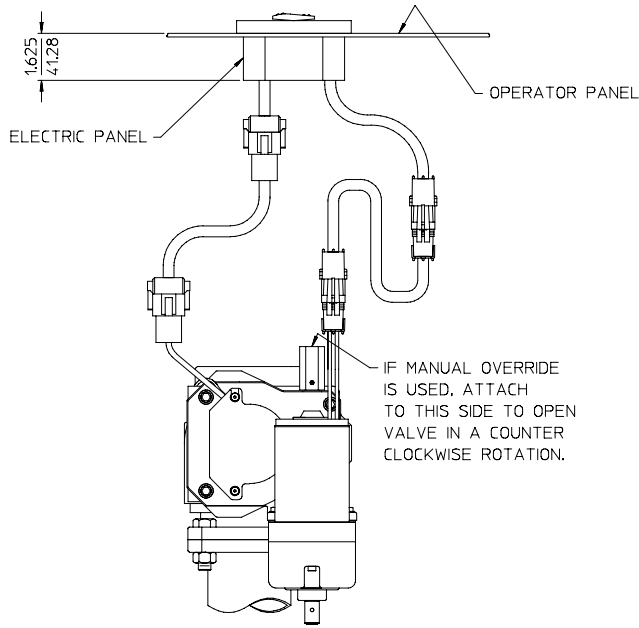 1.625
41.28
OPERATOR PANEL
ELECTRIC PANEL
IF MANUAL OVERRIDE
IS USED, ATTACH
TO THIS SIDE TO OPEN
VALVE IN A COUNTER
CLOCKWISE ROTATION.